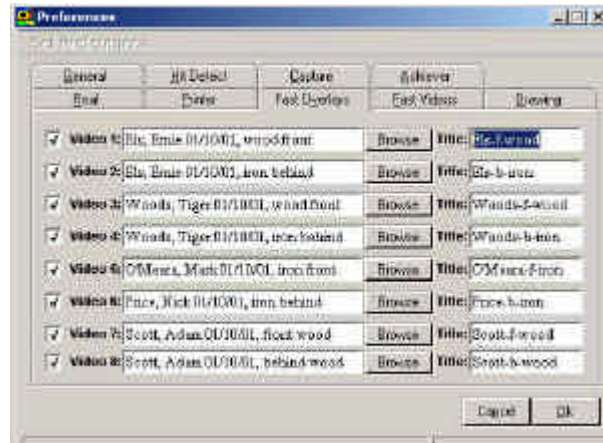 Preferences
Set Preferences
General Hit Detect Capture Achiever
Email Printer Fast Overlays Fast Videos Drawing
Video 1: Els, Ernie 01/10/01, wood front Browse Title: Els-f-wood
Video 2: Els, Ernie 01/10/01, iron behind Browse Title: Els-b-iron
Video 3: Woods, Tiger 01/10/01, wood front Browse Title: Woods-f-wood
Video 4: Woods, Tiger 01/10/01, iron behind Browse Title: Woods-b-iron
Video O'Meara, Mark 01/10/01, iron front Browse Title: O'Meara-f-iron
Video Price, Nick 01/10/01, iron behind Browse Title: Price-b-iron
Video 7: Scott, Adam 01/10/01, front wood Browse Title: Scott-f-wood
Video 8: Scott, Adam 01/10/01, behind wood Browse Title: Scott-b-wood
Cancel Ok